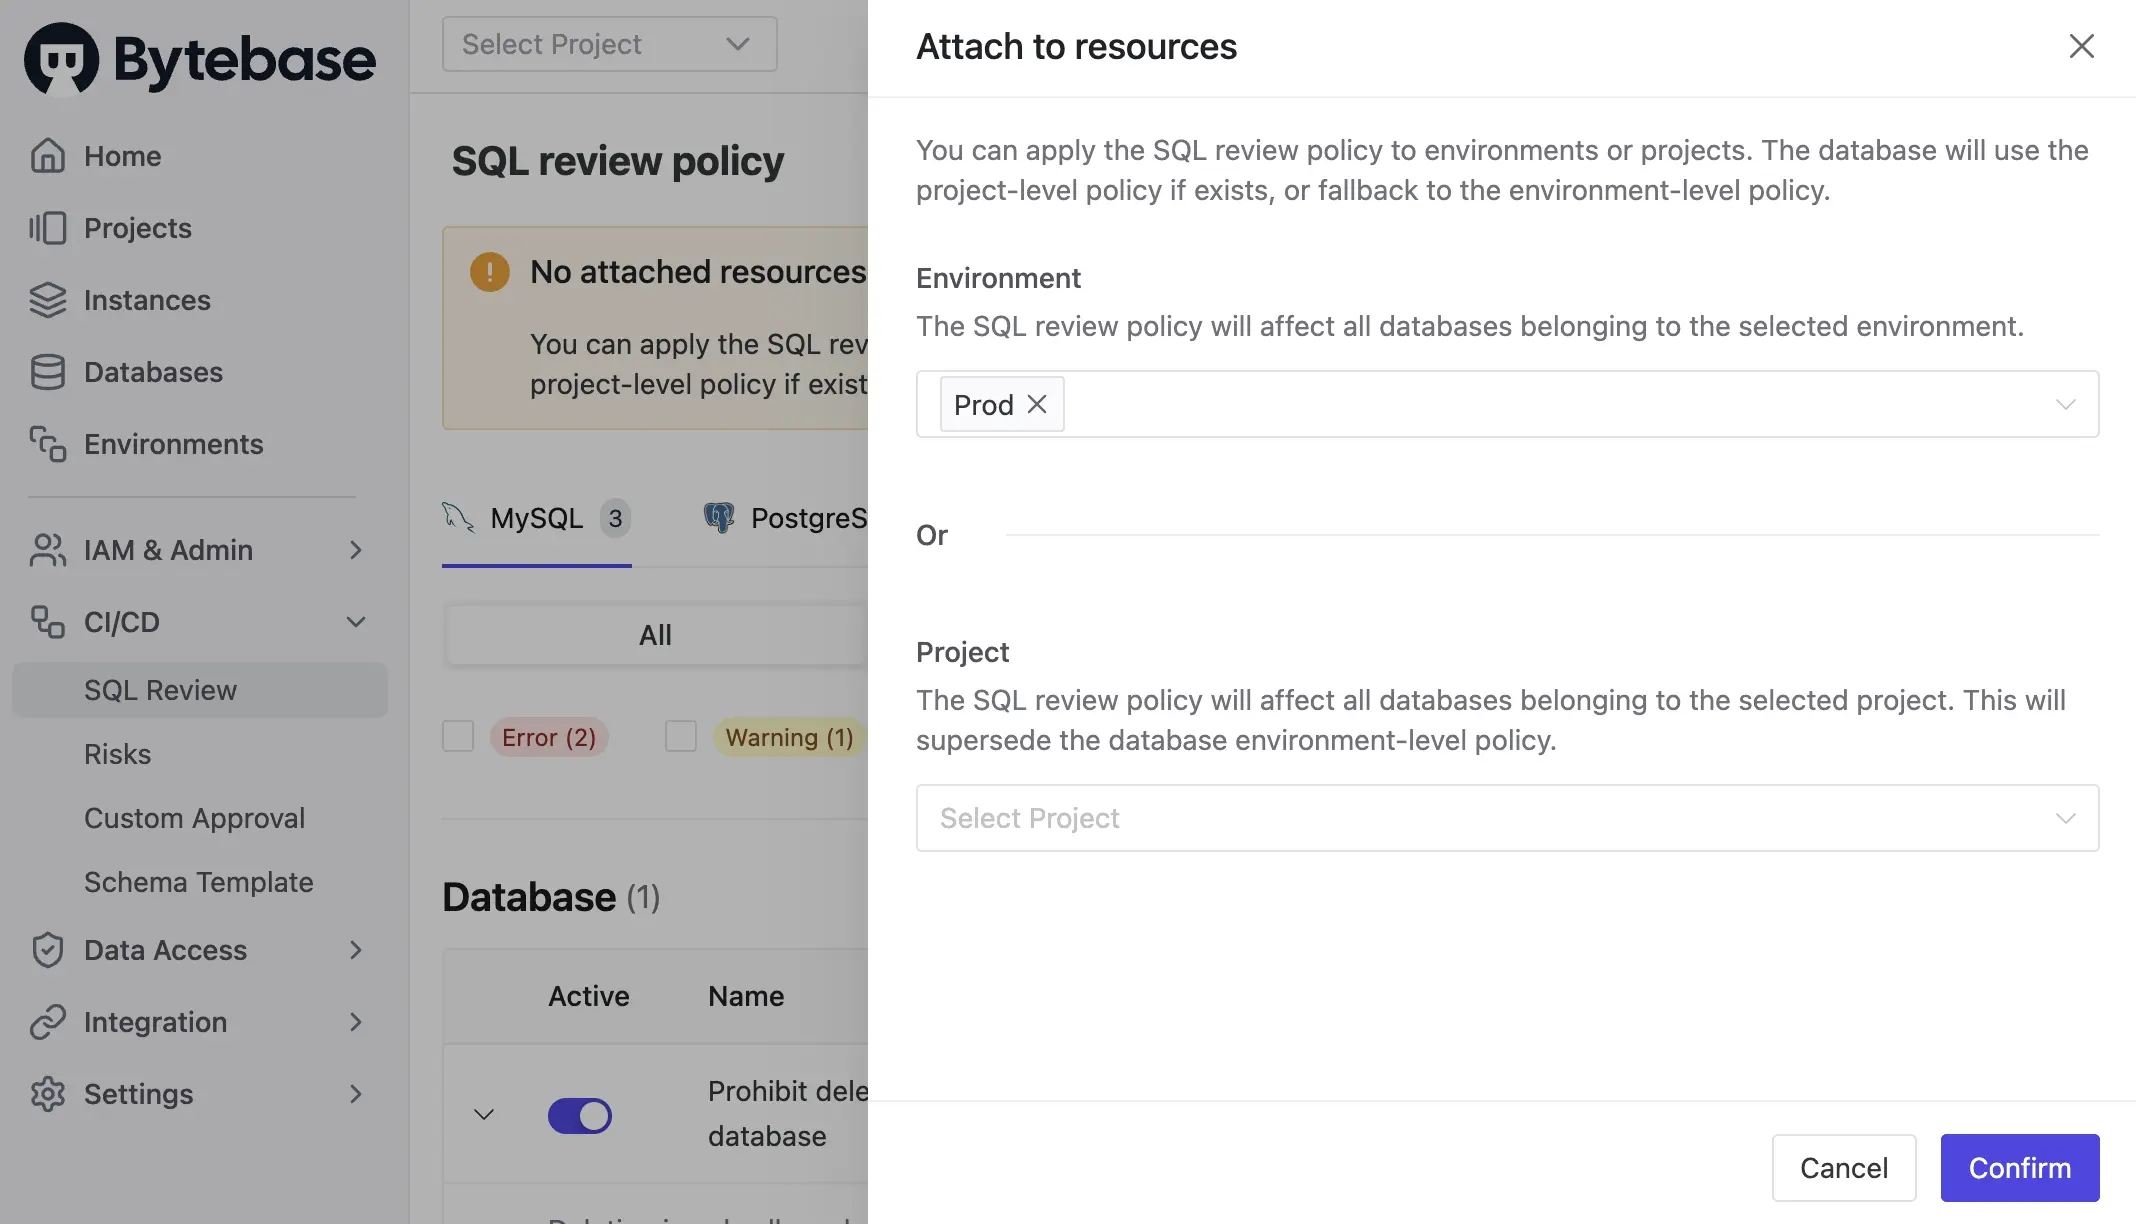 Bytebase
Home
Projects
Instances
Databases
Environments
IAM & Admin
CI/CD
SQL Review
Risks
Custom Approval
Schema Template
Data Access
Integration
Settings
Select Project
SQL review policy
No attached resources
You can apply the SQL rev
project-level policy if exist
MySQL 3
PostgreS
All
Error (2)
Warning (1)
Database (1)
Active Name
Prohibit dele
database
Attach to resources
You can apply the SQL review policy to environments or projects. The database will use the
project-level policy if exists, or fallback to the environment-level policy.
Environment
The SQL review policy will affect all databases belonging to the selected environment.
Prod
Or
Project
The SQL review policy will affect all databases belonging to the selected project. This will
supersede the database environment-level policy.
Select Project
Cancel
Confirm